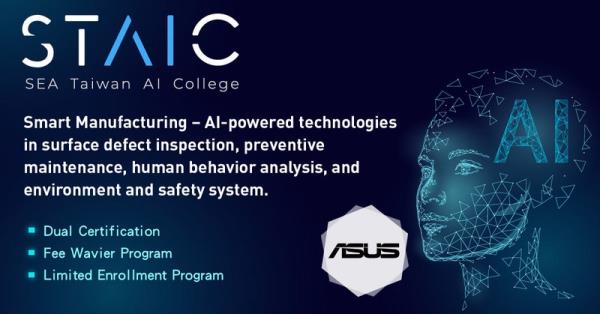 STAIC
SEA Taiwan AI College
Smart Manufacturing – AI-powered technologies
in surface defect inspection, preventive
maintenance, human behavior analysis, and
environment and safety system.
Dual Certification
Fee Wavier Program
Limited Enrollment Program
ASUS
AI